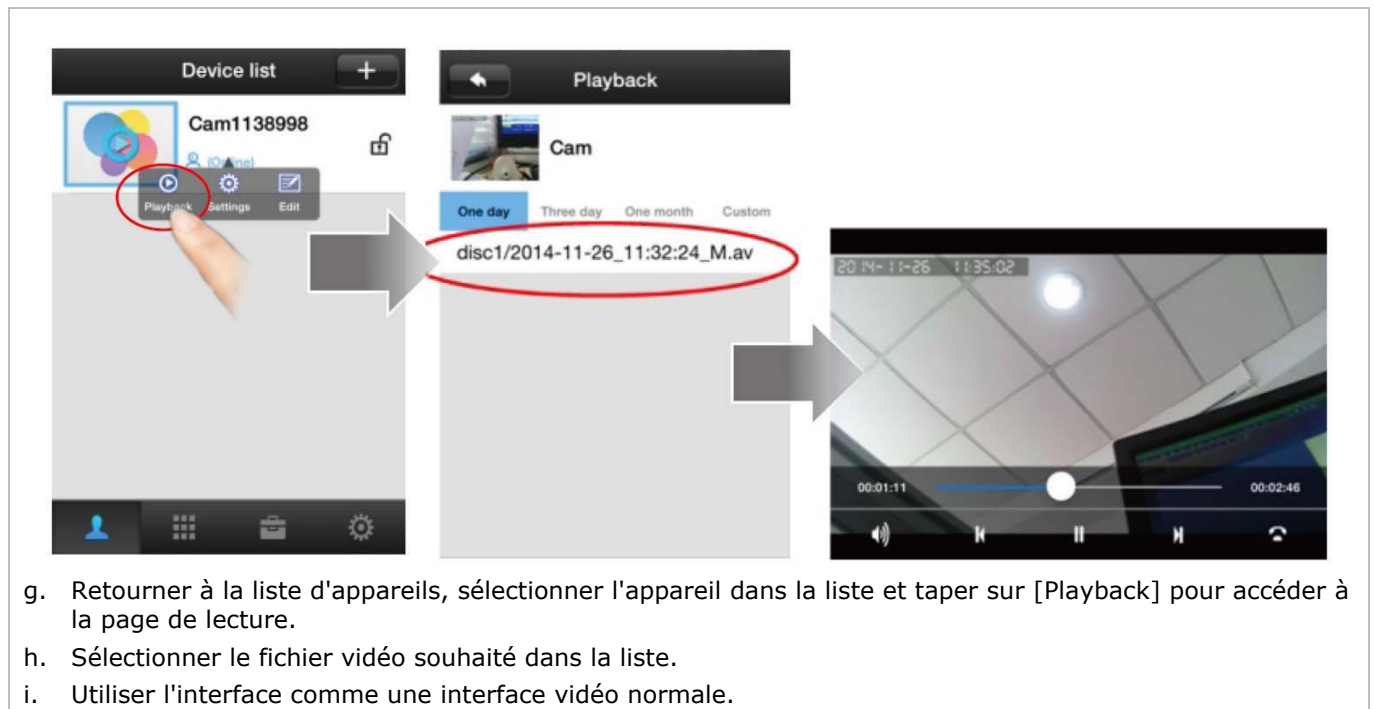 Device list
+
Cam1138998
(Online)
Playback Settings Edit
Playback
Cam
One day Three day One month Custom
disc1/2014-11-26_11:32:24_M.av
2014-11-26 11:35:02
00:01:11 00:02:46
g. Retourner à la liste d'appareils, sélectionner l'appareil dans la liste et taper sur [Playback] pour accéder à
la page de lecture.
h. Sélectionner le fichier vidéo souhaité dans la liste.
i. Utiliser l'interface comme une interface vidéo normale.